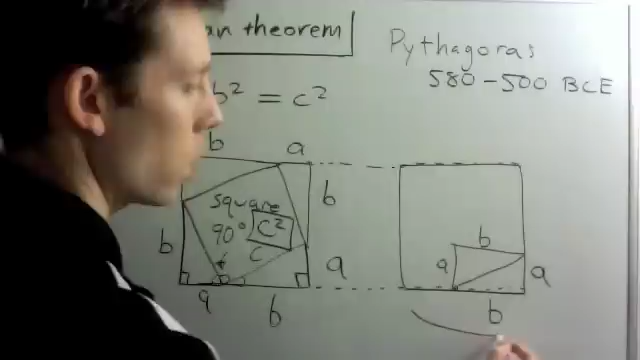 an theorem
Pythagoras
580-500 BCE
b² = c²
b
a
b
square
90° c²
c
b
a
a
b
b
a
a
b